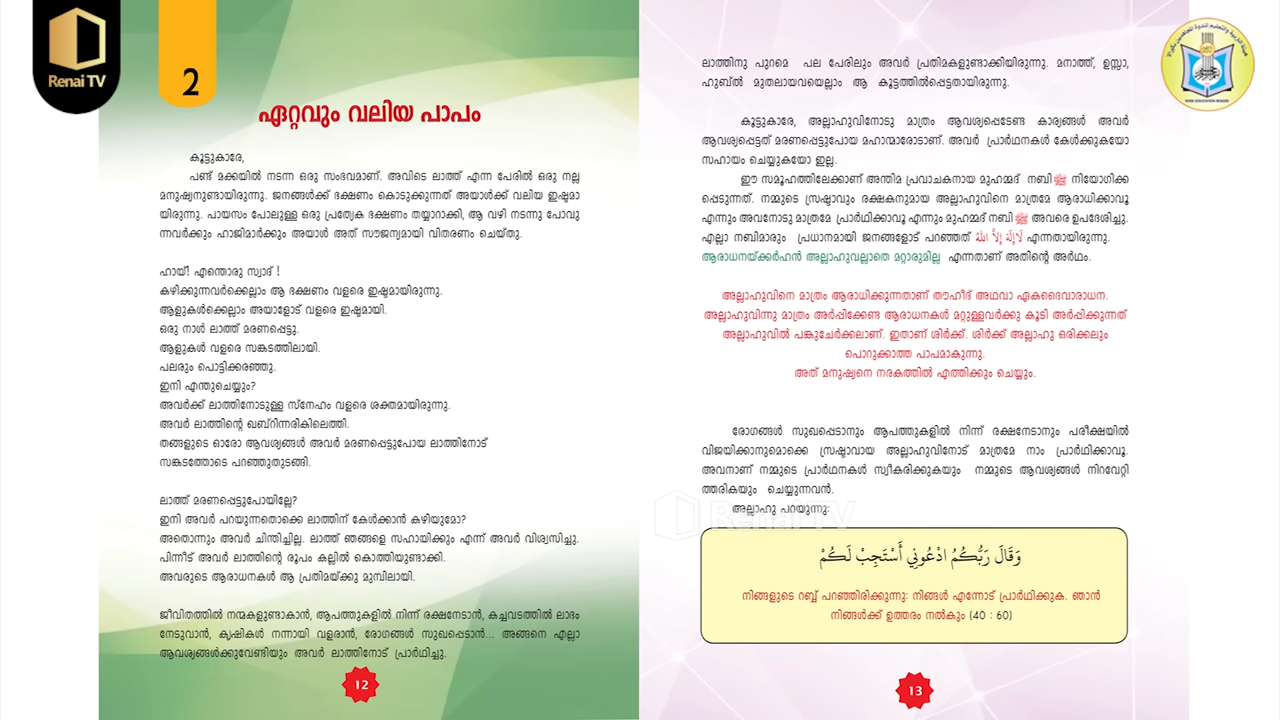 Renai TV
2
ഏറ്റവും വലിയ പാപം
കൂട്ടുകാരേ,
പണ്ട് മക്കയിൽ നടന്ന ഒരു സംഭവമാണ്. അവിടെ ലാത്ത് എന്ന പേരിൽ ഒരു നല്ല
മനുഷ്യനുണ്ടായിരുന്നു. ജനങ്ങൾക്ക് ഭക്ഷണം കൊടുക്കുന്നത് അയാൾക്ക് വലിയ ഇഷ്ടമാ
യിരുന്നു. പായസം പോലുള്ള ഒരു പ്രത്യേക ഭക്ഷണം തയ്യാറാക്കി, ആ വഴി നടന്നു പോവു
ന്നവർക്കും ഹാജിമാർക്കും അയാൾ അത് സൗജന്യമായി വിതരണം ചെയ്തു.
ഹായ്! എന്തൊരു സ്വാദ് !
കഴിക്കുന്നവർക്കെല്ലാം ആ ഭക്ഷണം വളരെ ഇഷ്ടമായിരുന്നു.
ആളുകൾക്കെല്ലാം അയാളോട് വളരെ ഇഷ്ടമായി.
ഒരു നാൾ ലാത്ത് മരണപ്പെട്ടു.
ആളുകൾ വളരെ സങ്കടത്തിലായി.
പലരും പൊട്ടിക്കരഞ്ഞു.
ഇനി എന്തുചെയ്യും?
അവർക്ക് ലാത്തിനോടുള്ള സ്നേഹം വളരെ ശക്തമായിരുന്നു.
അവർ ലാത്തിന്റെ ഖബ്റിന്നരികിലെത്തി.
തങ്ങളുടെ ഓരോ ആവശ്യങ്ങൾ അവർ മരണപ്പെട്ടുപോയ ലാത്തിനോട്
സങ്കടത്തോടെ പറഞ്ഞുതുടങ്ങി.
ലാത്ത് മരണപ്പെട്ടുപോയില്ലേ?
ഇനി അവർ പറയുന്നതൊക്കെ ലാത്തിന് കേൾക്കാൻ കഴിയുമോ?
അതൊന്നും അവർ ചിന്തിച്ചില്ല. ലാത്ത് ഞങ്ങളെ സഹായിക്കും എന്ന് അവർ വിശ്വസിച്ചു.
പിന്നീട് അവർ ലാത്തിന്റെ രൂപം കല്ലിൽ കൊത്തിയുണ്ടാക്കി.
അവരുടെ ആരാധനകൾ ആ പ്രതിമയ്ക്കു മുമ്പിലായി.
ജീവിതത്തിൽ നന്മകളുണ്ടാകാൻ, ആപത്തുകളിൽ നിന്ന് രക്ഷനേടാൻ, കച്ചവടത്തിൽ ലാഭം
നേടുവാൻ, കൃഷികൾ നന്നായി വളരാൻ, രോഗങ്ങൾ സുഖപ്പെടാൻ... അങ്ങനെ എല്ലാ
ആവശ്യങ്ങൾക്കുവേണ്ടിയും അവർ ലാത്തിനോട് പ്രാർഥിച്ചു.
12
ലാത്തിനു പുറമെ പല പേരിലും അവർ പ്രതിമകളുണ്ടാക്കിയിരുന്നു. മനാത്ത്, ഉസ്സാ,
ഹുബ്ൽ മുതലായവയെല്ലാം ആ കൂട്ടത്തിൽപ്പെട്ടതായിരുന്നു.
കൂട്ടുകാരേ, അല്ലാഹുവിനോടു മാത്രം ആവശ്യപ്പെടേണ്ട കാര്യങ്ങൾ അവർ
ആവശ്യപ്പെട്ടത് മരണപ്പെട്ടുപോയ മഹാന്മാരോടാണ്. അവർ പ്രാർഥനകൾ കേൾക്കുകയോ
സഹായം ചെയ്യുകയോ ഇല്ല.
ഈ സമൂഹത്തിലേക്കാണ് അന്തിമ പ്രവാചകനായ മുഹമ്മദ് നബി ﷺ നിയോഗിക്ക
പ്പെടുന്നത്. നമ്മുടെ സ്രഷ്ടാവും രക്ഷകനുമായ അല്ലാഹുവിനെ മാത്രമേ ആരാധിക്കാവൂ
എന്നും അവനോടു മാത്രമേ പ്രാർഥിക്കാവൂ എന്നും മുഹമ്മദ് നബി ﷺ അവരെ ഉപദേശിച്ചു.
എല്ലാ നബിമാരും പ്രധാനമായി ജനങ്ങളോട് പറഞ്ഞത് لَا إِلَٰهَ إِلَّا اللَّهُ എന്നതായിരുന്നു.
ആരാധനയ്ക്കർഹൻ അല്ലാഹുവല്ലാതെ മറ്റാരുമില്ല എന്നതാണ് അതിന്റെ അർഥം.
അല്ലാഹുവിനെ മാത്രം ആരാധിക്കുന്നതാണ് തൗഹീദ് അഥവാ ഏകദൈവാരാധന.
അല്ലാഹുവിന്നു മാത്രം അർപ്പിക്കേണ്ട ആരാധനകൾ മറ്റുള്ളവർക്കു കൂടി അർപ്പിക്കുന്നത്
അല്ലാഹുവിൽ പങ്കുചേർക്കലാണ്. ഇതാണ് ശിർക്ക്. ശിർക്ക് അല്ലാഹു ഒരിക്കലും
പൊറുക്കാത്ത പാപമാകുന്നു.
അത് മനുഷ്യനെ നരകത്തിൽ എത്തിക്കും ചെയ്യും.
രോഗങ്ങൾ സുഖപ്പെടാനും ആപത്തുകളിൽ നിന്ന് രക്ഷനേടാനും പരീക്ഷയിൽ
വിജയിക്കാനുമൊക്കെ സ്രഷ്ടാവായ അല്ലാഹുവിനോട് മാത്രമേ നാം പ്രാർഥിക്കാവൂ.
അവനാണ് നമ്മുടെ പ്രാർഥനകൾ സ്വീകരിക്കുകയും നമ്മുടെ ആവശ്യങ്ങൾ നിറവേറ്റി
ത്തരികയും ചെയ്യുന്നവൻ.
Renai TV
അല്ലാഹു പറയുന്നു:
وَقَالَ رَبُّكُمُ ادْعُونِي أَسْتَجِبْ لَكُمْ
നിങ്ങളുടെ റബ്ബ് പറഞ്ഞിരിക്കുന്നു: നിങ്ങൾ എന്നോട് പ്രാർഥിക്കുക. ഞാൻ
നിങ്ങൾക്ക് ഉത്തരം നൽകും (40 : 60)
13